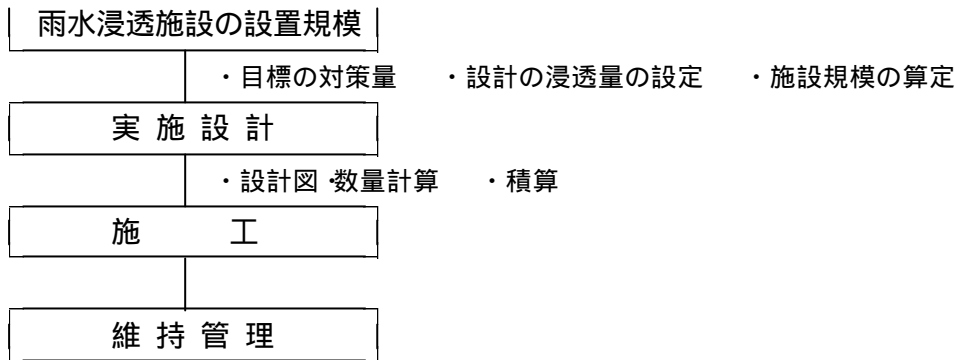 雨水浸透施設の設置規模
・目標の対策量　・設計の浸透量の設定　・施設規模の算定
実 施 設 計
・設計図・数量計算　・積算
施　　工
維 持 管 理